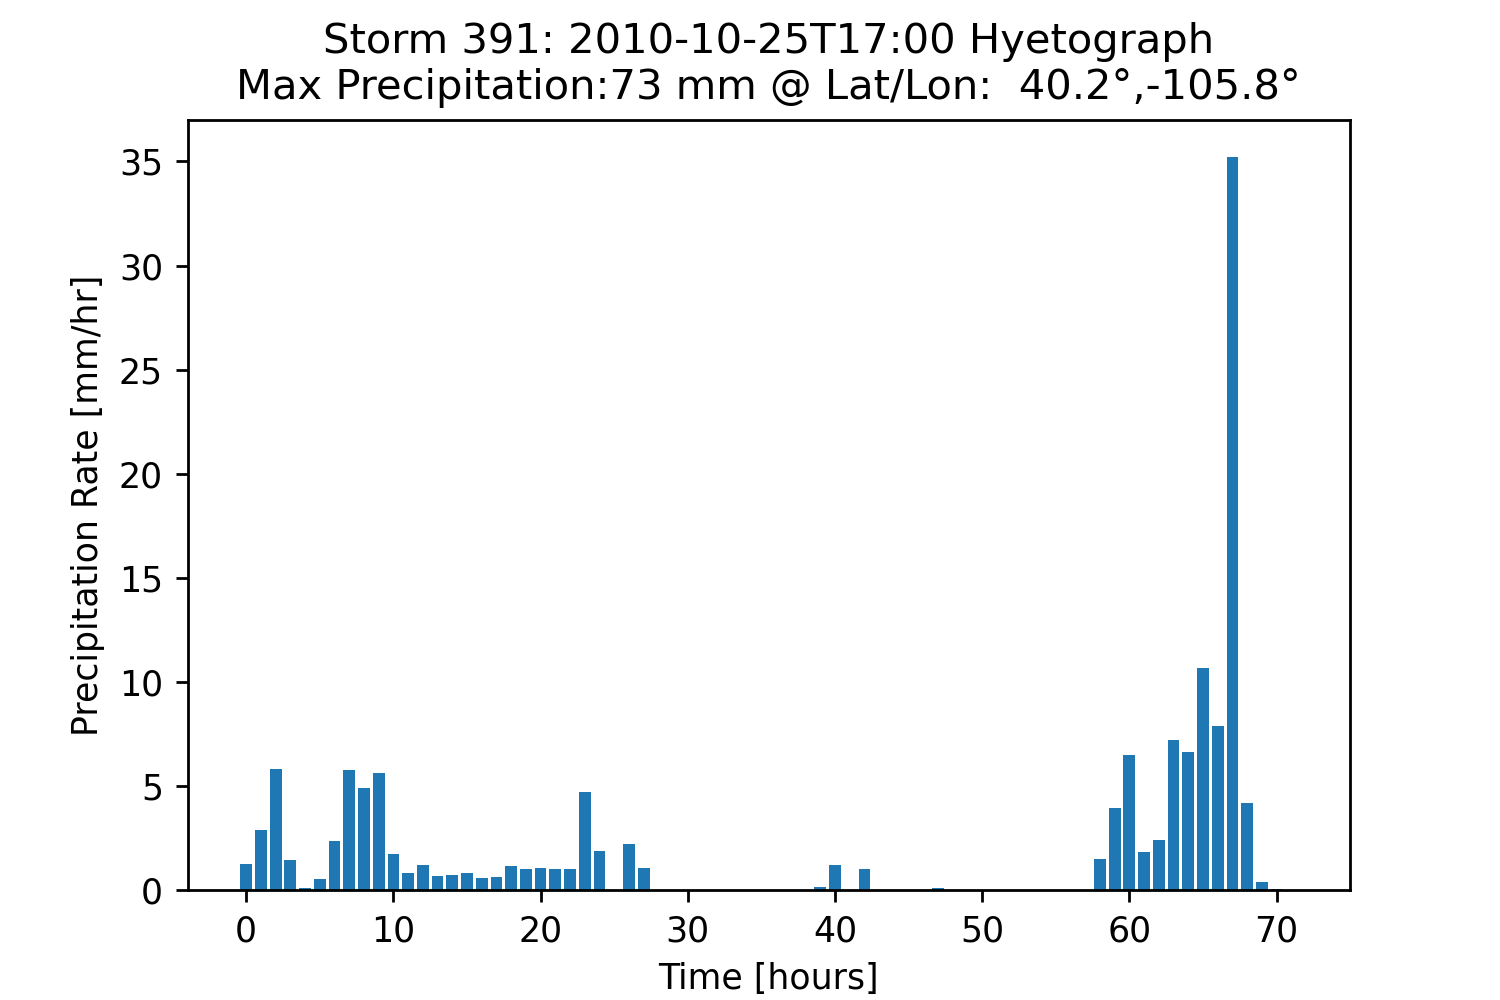 Storm 391: 2010-10-25T17:00 Hyetograph
Max Precipitation:73 mm @ Lat/Lon:  40.2°,-105.8°
35
30
25
20
15
10
5
0
Precipitation Rate [mm/hr]
0 10 20 30 40 50 60 70
Time [hours]